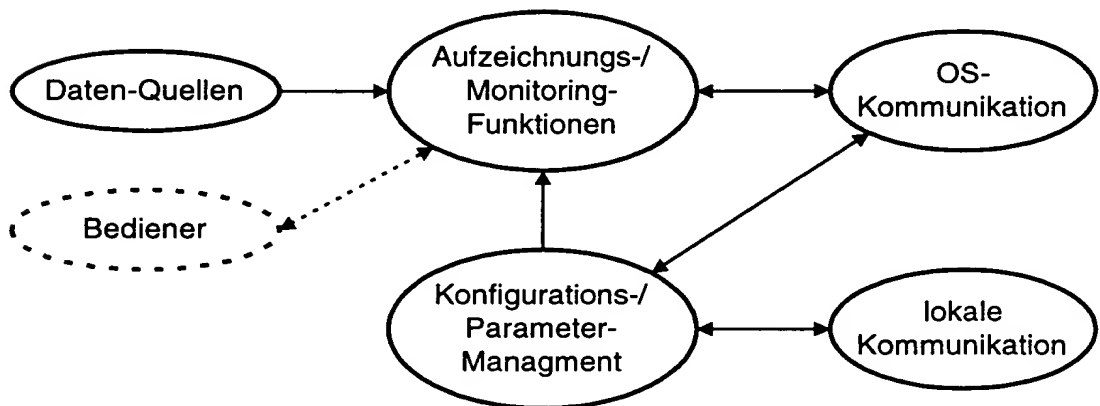 Daten-Quellen
Aufzeichnungs-/
Monitoring-
Funktionen
OS-
Kommunikation
Bediener
Konfigurations-/
Parameter-
Managment
lokale
Kommunikation